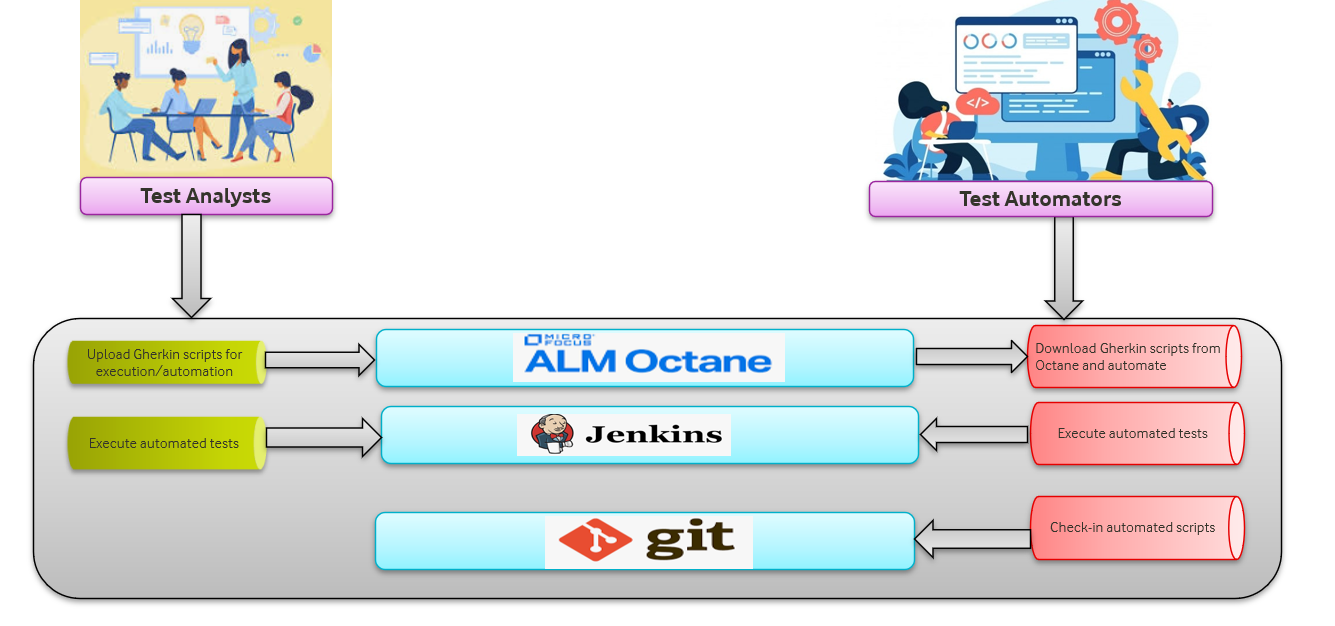 Test Analysts
</>
Test Automators
Upload Gherkin scripts for
execution/automation
MICRO
FOCUS
ALM Octane
Download Gherkin scripts from
Octane and automate
Execute automated tests
Jenkins
Execute automated tests
git
Check-in automated scripts